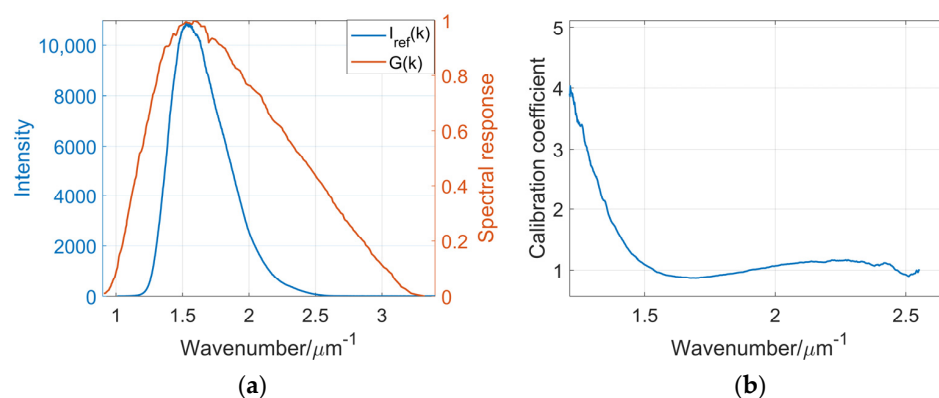 10,000
8000
6000
4000
2000
0
Intensity
1
0.8
0.6
0.4
0.2
0
Spectral response
I_ref(k)
G(k)
1
1.5
2
2.5
3
Wavenumber/μm⁻¹
(a)
5
4
3
2
1
Calibration coefficient
1.5
2
2.5
Wavenumber/μm⁻¹
(b)